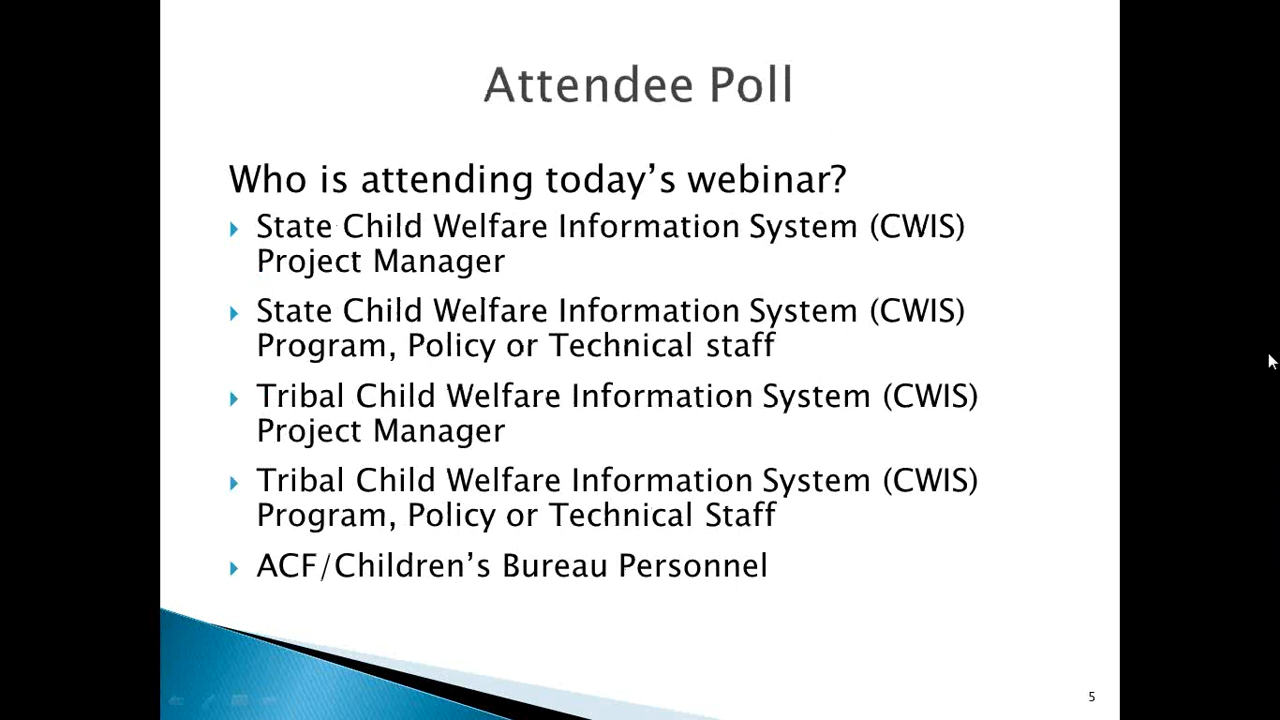 Attendee Poll
Who is attending today’s webinar?
State Child Welfare Information System (CWIS)
Project Manager
State Child Welfare Information System (CWIS)
Program, Policy or Technical staff
Tribal Child Welfare Information System (CWIS)
Project Manager
Tribal Child Welfare Information System (CWIS)
Program, Policy or Technical Staff
ACF/Children’s Bureau Personnel
5